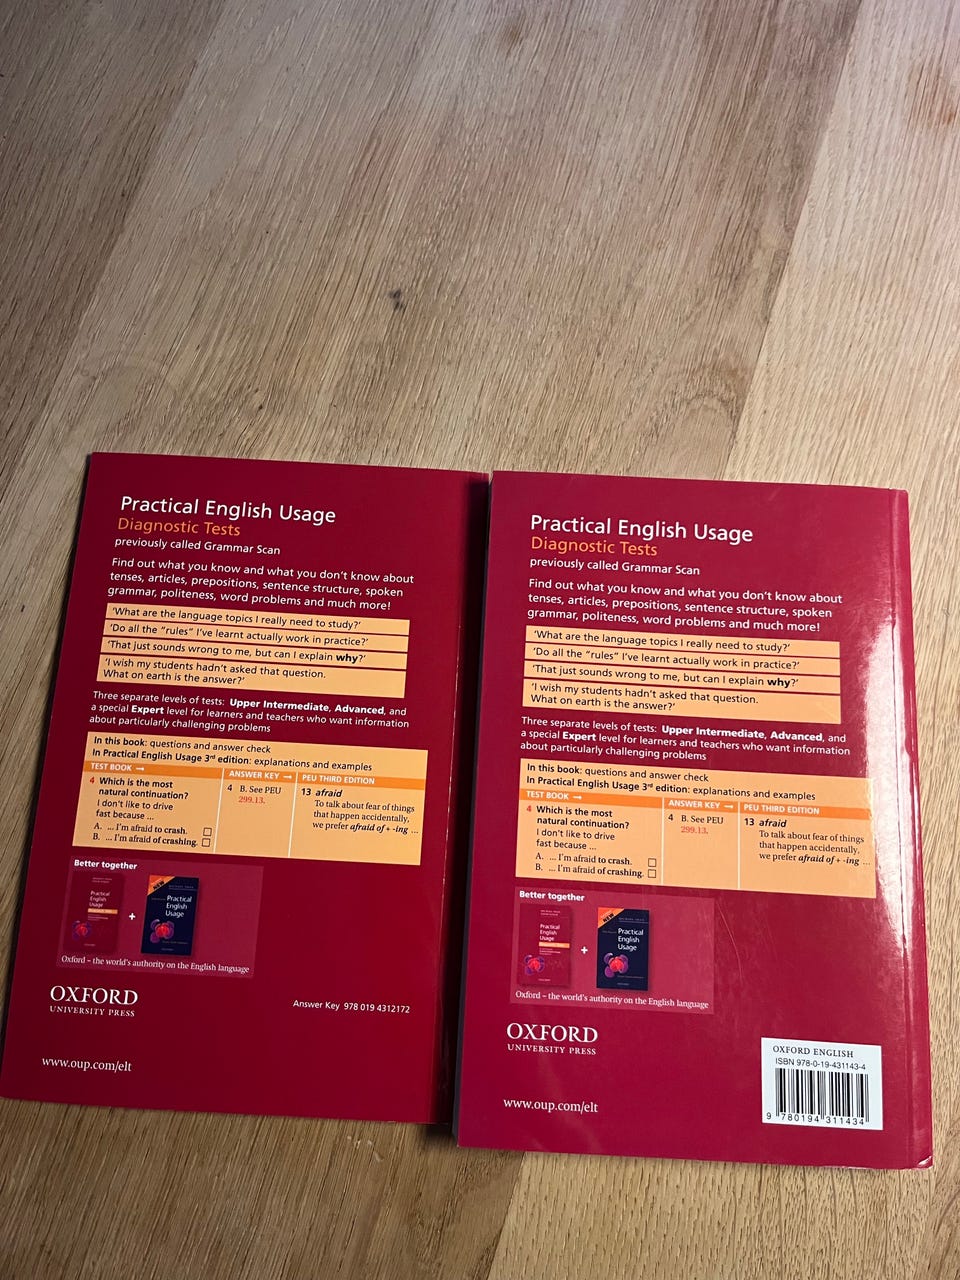 Practical English Usage
Diagnostic Tests
previously called Grammar Scan
Find out what you know and what you don't know about
tenses, articles, prepositions, sentence structure, spoken
grammar, politeness, word problems and much more!
'What are the language topics I really need to study?'
'Do all the "rules" I've learnt actually work in practice?'
'That just sounds wrong to me, but can I explain why?'
'I wish my students hadn't asked that question.
What on earth is the answer?'
Three separate levels of tests: Upper Intermediate, Advanced, and
a special Expert level for learners and teachers who want information
about particularly challenging problems
In this book: questions and answer check
In Practical English Usage 3rd edition: explanations and examples
TEST BOOK → ANSWER KEY → PEU THIRD EDITION
4 Which is the most 4 B. See PEU 13 afraid
natural continuation? 299.13. To talk about fear of things
I don't like to drive that happen accidentally,
fast because ... we prefer afraid of + -ing ...
A. ... I'm afraid to crash.
B. ... I'm afraid of crashing.
Better together
NEW
Practical
English
Usage
+
Practical
English
Usage
Oxford – the world's authority on the English language
OXFORD
UNIVERSITY PRESS
Answer Key 978 019 4312172
www.oup.com/elt
Practical English Usage
Diagnostic Tests
previously called Grammar Scan
Find out what you know and what you don't know about
tenses, articles, prepositions, sentence structure, spoken
grammar, politeness, word problems and much more!
'What are the language topics I really need to study?'
'Do all the "rules" I've learnt actually work in practice?'
'That just sounds wrong to me, but can I explain why?'
'I wish my students hadn't asked that question.
What on earth is the answer?'
Three separate levels of tests: Upper Intermediate, Advanced, and
a special Expert level for learners and teachers who want information
about particularly challenging problems
In this book: questions and answer check
In Practical English Usage 3rd edition: explanations and examples
TEST BOOK → ANSWER KEY → PEU THIRD EDITION
4 Which is the most 4 B. See PEU 13 afraid
natural continuation? 299.13. To talk about fear of things
I don't like to drive that happen accidentally,
fast because ... we prefer afraid of + -ing ...
A. ... I'm afraid to crash.
B. ... I'm afraid of crashing.
Better together
NEW
Practical
English
Usage
+
Practical
English
Usage
Oxford – the world's authority on the English language
OXFORD
UNIVERSITY PRESS
www.oup.com/elt
OXFORD ENGLISH
ISBN 978-0-19-431143-4
9 780194 311434